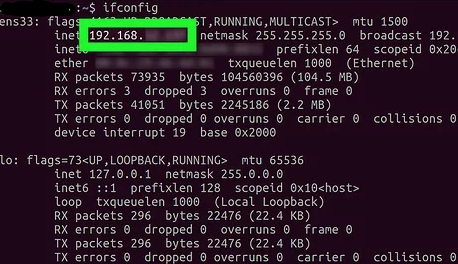 :~$ ifconfig
ens33: flags=4163<UP,BROADCAST,RUNNING,MULTICAST>  mtu 1500
inet 192.168. netmask 255.255.255.0  broadcast 192.
inet6 prefixlen 64  scopeid 0x20
ether txqueuelen 1000  (Ethernet)
RX packets 73935  bytes 104560396 (104.5 MB)
RX errors 3  dropped 3  overruns 0  frame 0
TX packets 41051  bytes 2245186 (2.2 MB)
TX errors 0  dropped 0 overruns 0  carrier 0  collisions 0
device interrupt 19  base 0x2000
lo: flags=73<UP,LOOPBACK,RUNNING>  mtu 65536
inet 127.0.0.1  netmask 255.0.0.0
inet6 ::1  prefixlen 128  scopeid 0x10<host>
loop  txqueuelen 1000  (Local Loopback)
RX packets 296  bytes 22476 (22.4 KB)
RX errors 0  dropped 0  overruns 0  frame 0
TX packets 296  bytes 22476 (22.4 KB)
TX errors 0  dropped 0 overruns 0  carrier 0  collisions 0